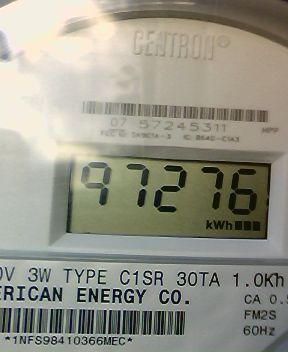 CENTRON®
07 57245311 MPP
97276
kWh
0V 3W TYPE C1SR 30TA 1.0Kh
ERICAN ENERGY CO. CA 0.5
FM2S
60Hz
*1NFS98410366MEC*